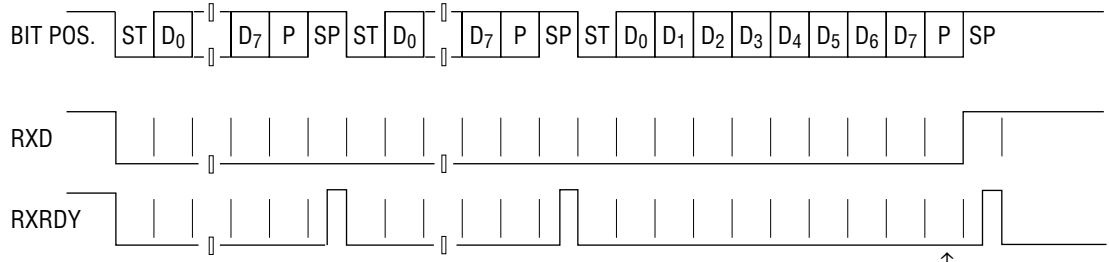 BIT POS. ST D₀ D₇ P SP ST D₀ D₇ P SP ST D₀ D₁ D₂ D₃ D₄ D₅ D₆ D₇ P SP
RXD
RXRDY